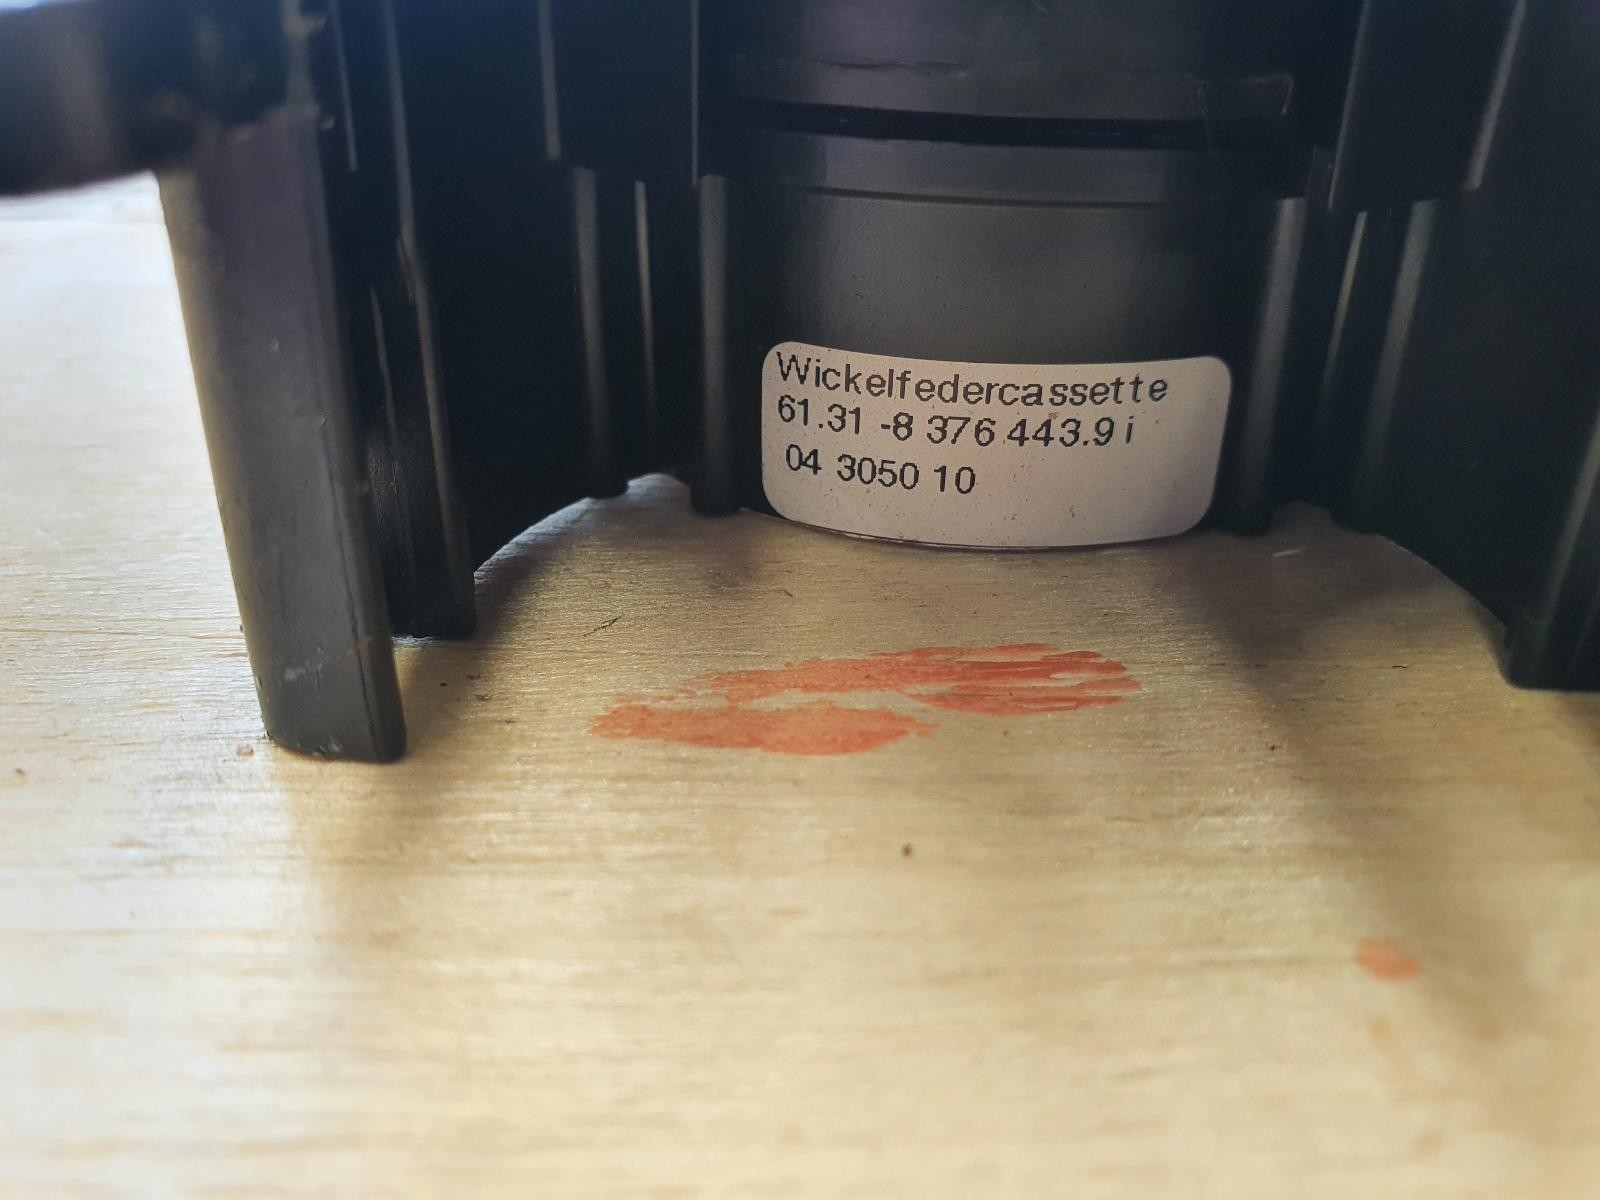 Wickelfedercassette
61.31 -8 376 443.9 i
04 3050 10